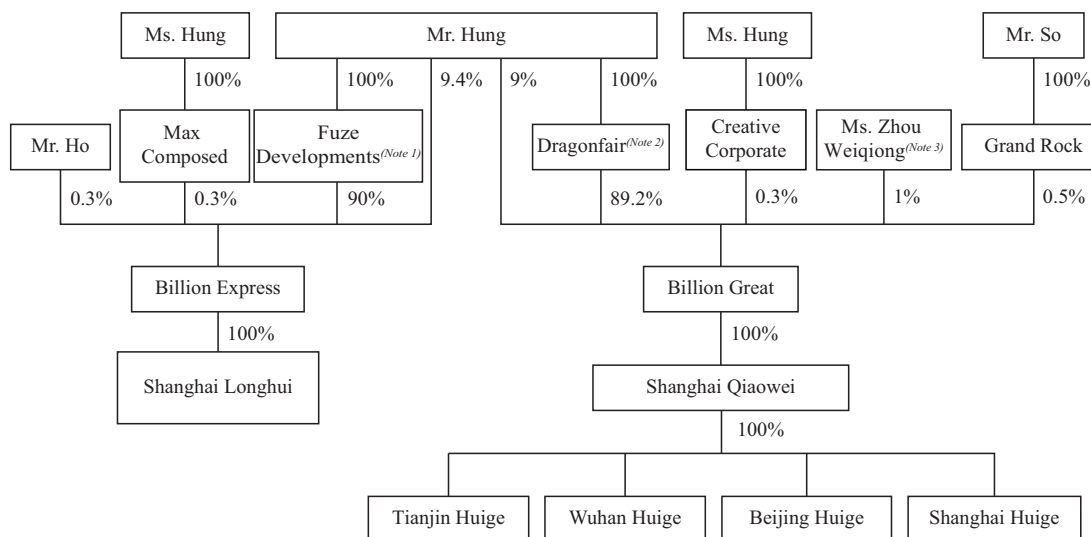 Ms. Hung
Mr. Hung
Ms. Hung
Mr. So
100%
100%
9.4%
9%
100%
100%
100%
Mr. Ho
Max
Composed
Fuze
Developments(Note 1)
Dragonfair(Note 2)
Creative
Corporate
Ms. Zhou
Weiqiong(Note 3)
Grand Rock
0.3%
0.3%
90%
89.2%
0.3%
1%
0.5%
Billion Express
Billion Great
100%
100%
Shanghai Longhui
Shanghai Qiaowei
100%
Tianjin Huige
Wuhan Huige
Beijing Huige
Shanghai Huige